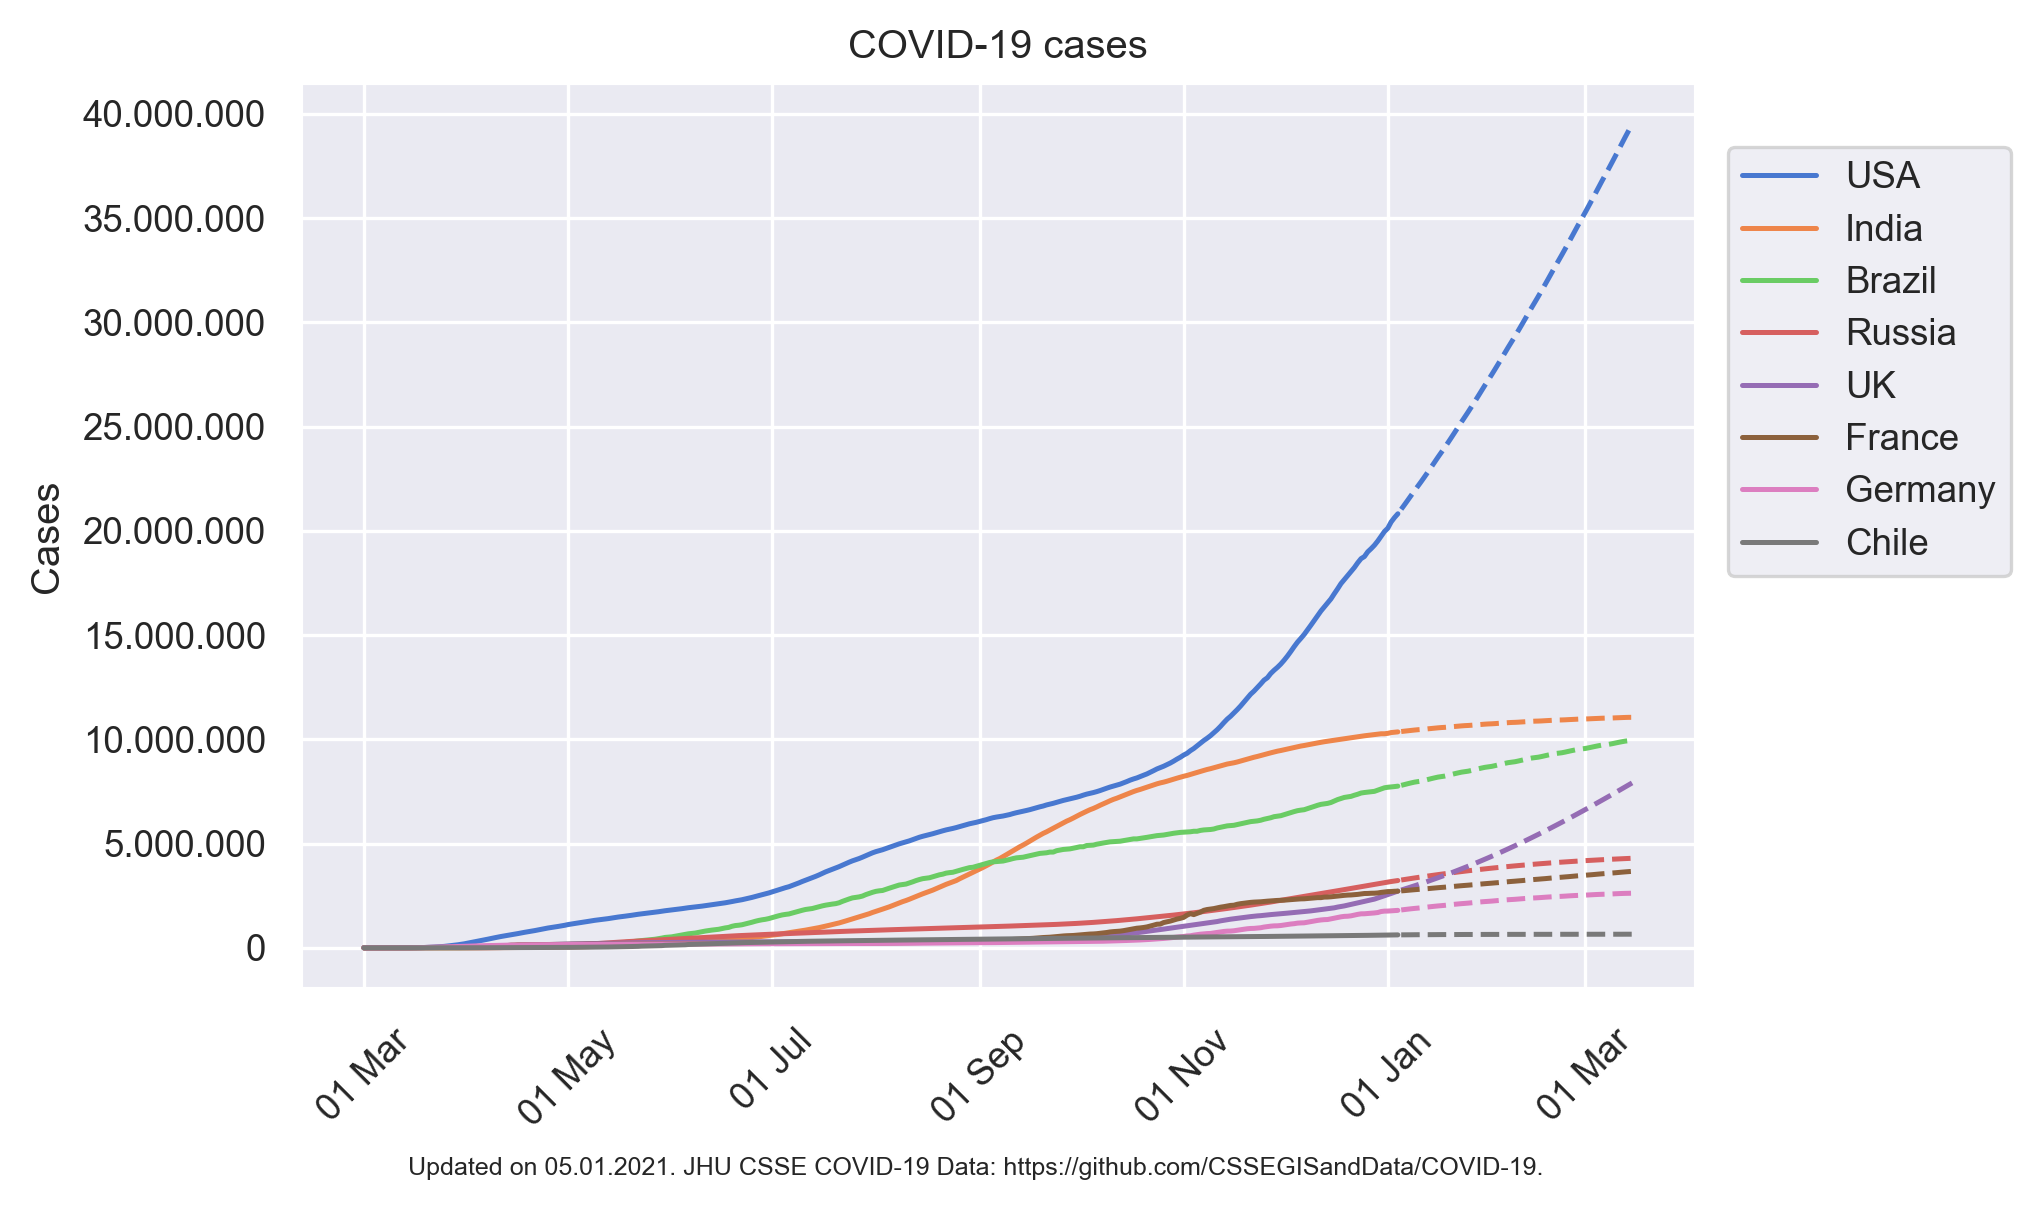 COVID-19 cases
40.000.000
35.000.000
30.000.000
25.000.000
20.000.000
15.000.000
10.000.000
5.000.000
0
Cases
USA
India
Brazil
Russia
UK
France
Germany
Chile
01 Mar
01 May
01 Jul
01 Sep
01 Nov
01 Jan
01 Mar
Updated on 05.01.2021. JHU CSSE COVID-19 Data: https://github.com/CSSEGISandData/COVID-19.